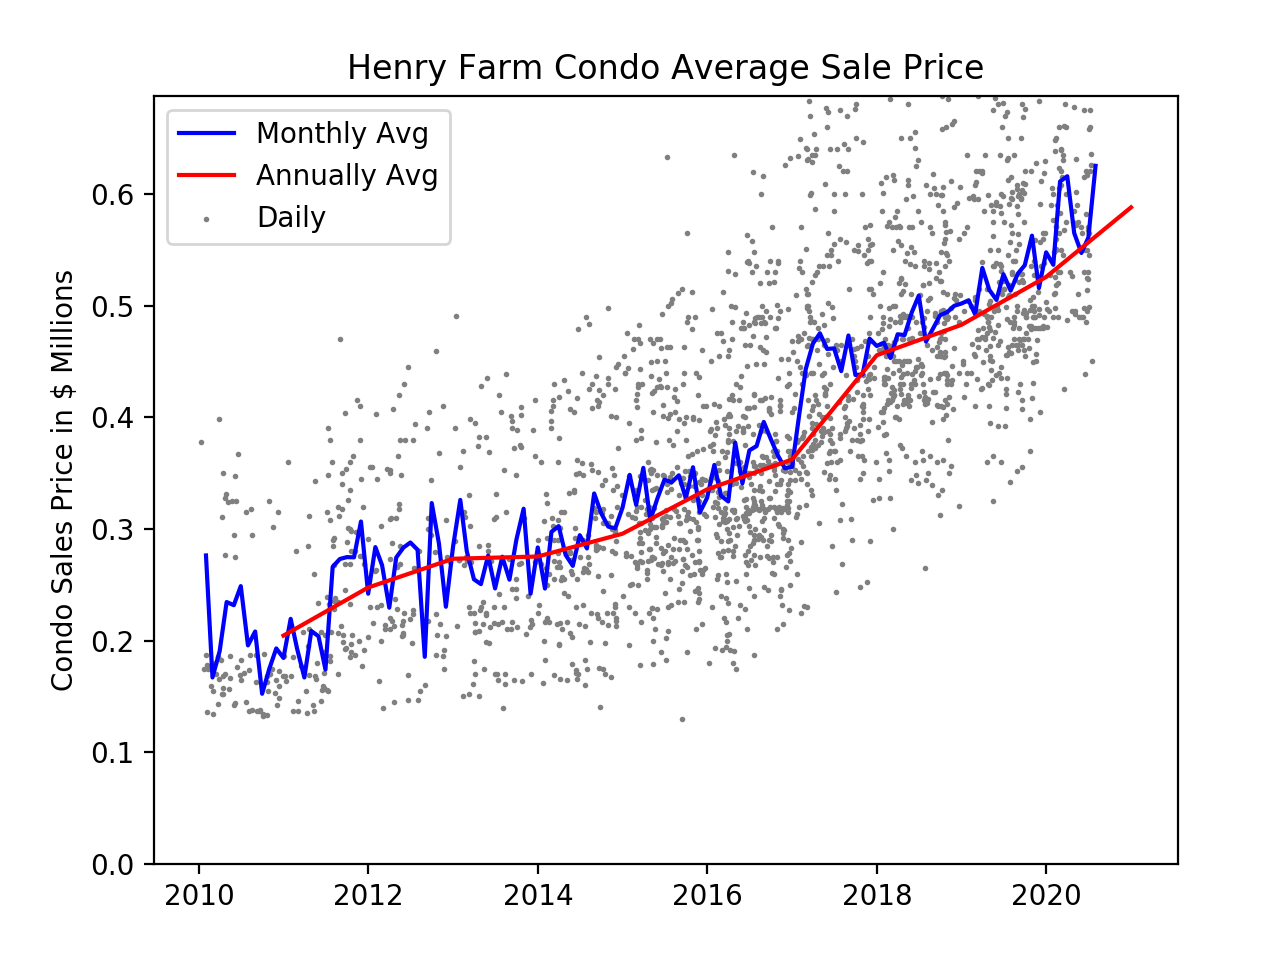 Henry Farm Condo Average Sale Price
Monthly Avg
Annually Avg
Daily
Condo Sales Price in $ Millions
0.6
0.5
0.4
0.3
0.2
0.1
0.0
2010 2012 2014 2016 2018 2020